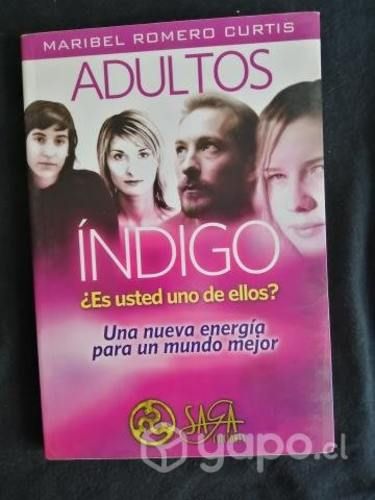 MARIBEL ROMERO CURTIS
ADULTOS
ÍNDIGO
¿Es usted uno de ellos?
Una nueva energía
para un mundo mejor
SAGA
yapo.cl